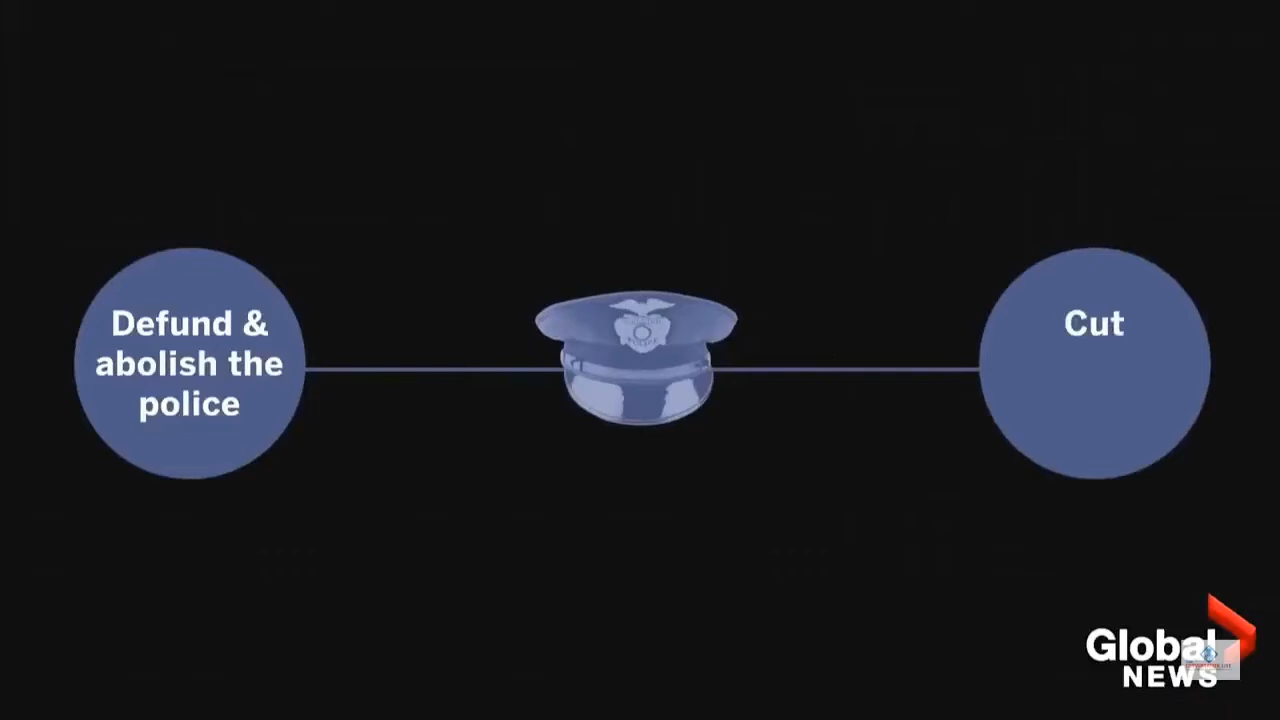 Defund &
abolish the
police
Cut
Global
NEWS